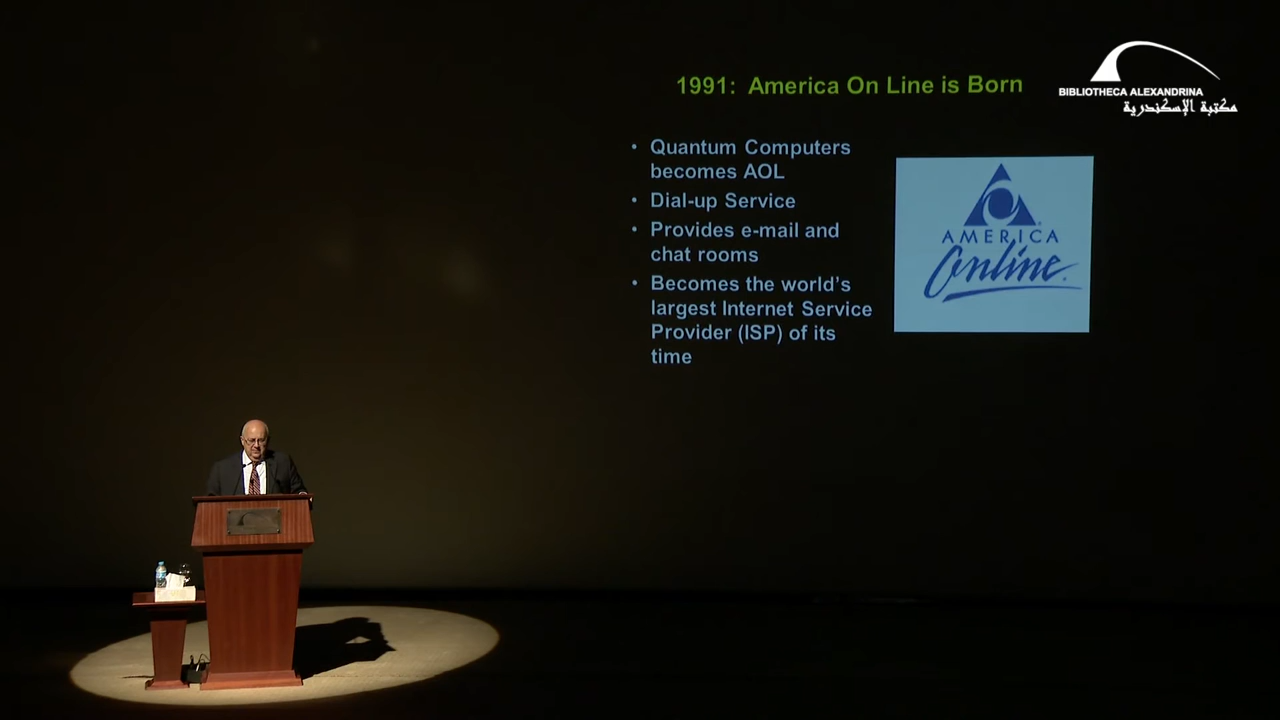 1991:  America On Line is Born
BIBLIOTHECA ALEXANDRINA
مكتبة الإسكندرية
• Quantum Computers
becomes AOL
• Dial-up Service
• Provides e-mail and
chat rooms
• Becomes the world's
largest Internet Service
Provider (ISP) of its
time
AMERICA
Online®